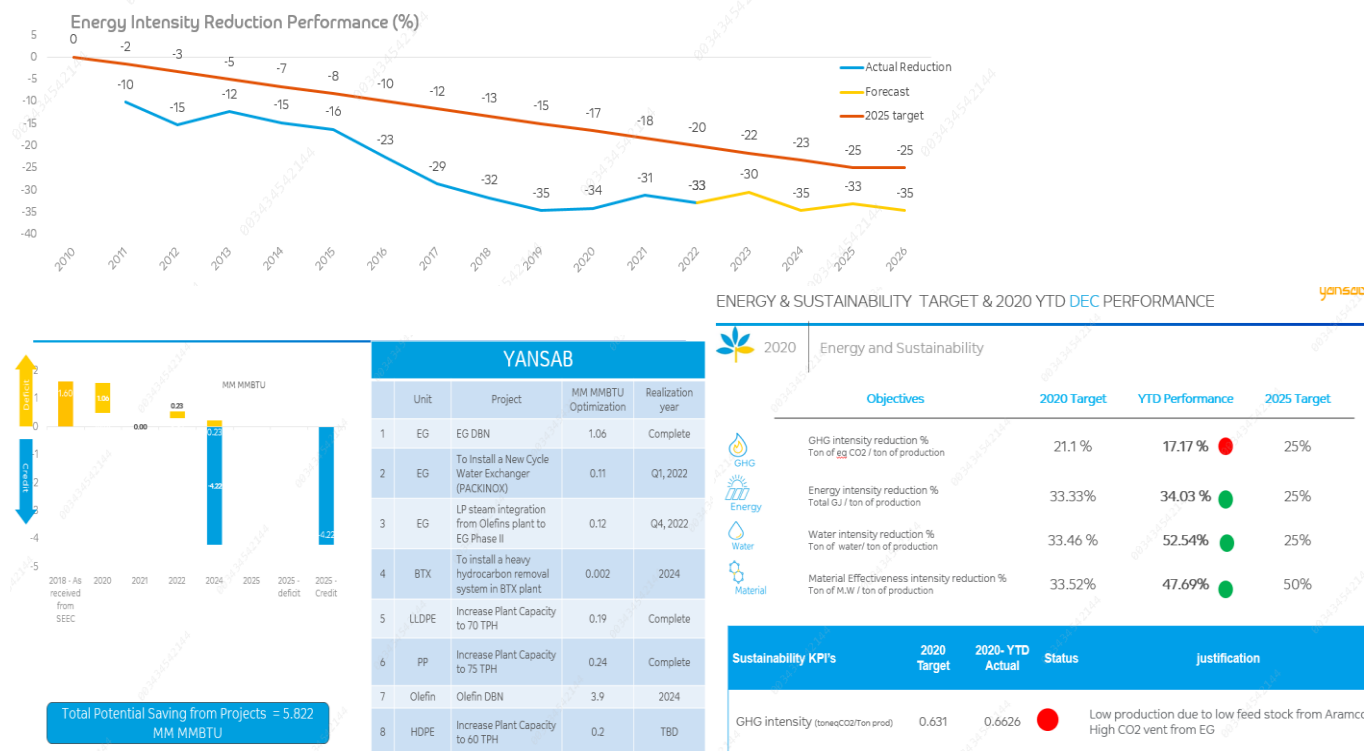 Energy Intensity Reduction Performance (%)
5
0
-5
-10
-15
-20
-25
-30
-35
-40
0
-2
-3
-5
-7
-8
-10
-12
-13
-15
-17
-18
-20
-22
-23
-25
-25
-10
-15
-12
-15
-16
-23
-29
-32
-35
-34
-31
-33
-30
-35
-33
-35
2010
2011
2012
2013
2014
2015
2016
2017
2018
2019
2020
2021
2022
2023
2024
2025
2026
Actual Reduction
Forecast
2025 target
Deficit
Credit
MM MMBTU
2
0
-4
-5
1.60
1.06
0.00
0.23
0.23
-4.22
-4.22
2018 - As received from SEEC
2020
2021
2022
2024
2025
2025 - deficit
2025 - Credit
Total Potential Saving from Projects = 5.822
MM MMBTU
YANSAB
Unit Project MM MMBTU Optimization Realization year
1 EG EG DBN 1.06 Complete
2 EG To Install a New Cycle Water Exchanger (PACKINOX) 0.11 Q1, 2022
3 EG LP steam integration from Olefins plant to EG Phase II 0.12 Q4, 2022
4 BTX To install a heavy hydrocarbon removal system in BTX plant 0.002 2024
5 LLDPE Increase Plant Capacity to 70 TPH 0.19 Complete
6 PP Increase Plant Capacity to 75 TPH 0.24 Complete
7 Olefin Olefin DBN 3.9 2024
8 HDPE Increase Plant Capacity to 60 TPH 0.2 TBD
ENERGY & SUSTAINABILITY TARGET & 2020 YTD DEC PERFORMANCE
2020 Energy and Sustainability
Objectives 2020 Target YTD Performance 2025 Target
GHG
GHG intensity reduction %
Ton of eg CO2 / ton of production
21.1 % 17.17 % 25%
Energy
Energy intensity reduction %
Total GJ / ton of production
33.33% 34.03 % 25%
Water
Water intensity reduction %
Ton of water/ ton of production
33.46 % 52.54% 25%
Material
Material Effectiveness intensity reduction %
Ton of M.W / ton of production
33.52% 47.69% 50%
Sustainability KPI's 2020 Target 2020- YTD Actual Status justification
GHG intensity (toneqCO2/Ton prod) 0.631 0.6626
Low production due to low feed stock from Aramco
High CO2 vent from EG
003434542144